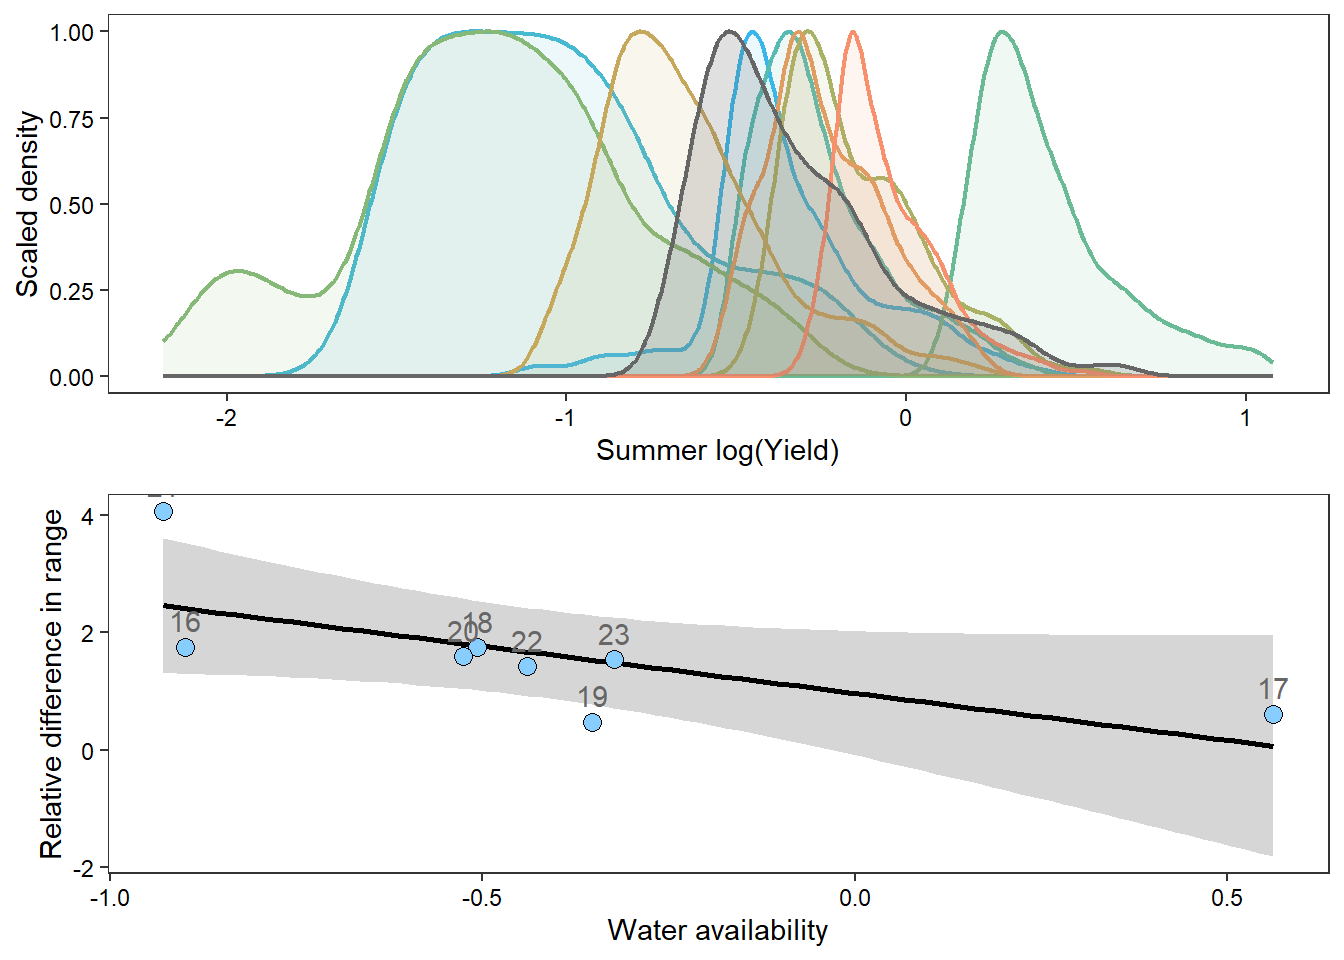 1.00
0.75
0.50
0.25
0.00
Scaled density
-2 -1 0 1
Summer log(Yield)
4
2
0
-2
Relative difference in range
16
18
20
22
23
19
17
-1.0 -0.5 0.0 0.5
Water availability